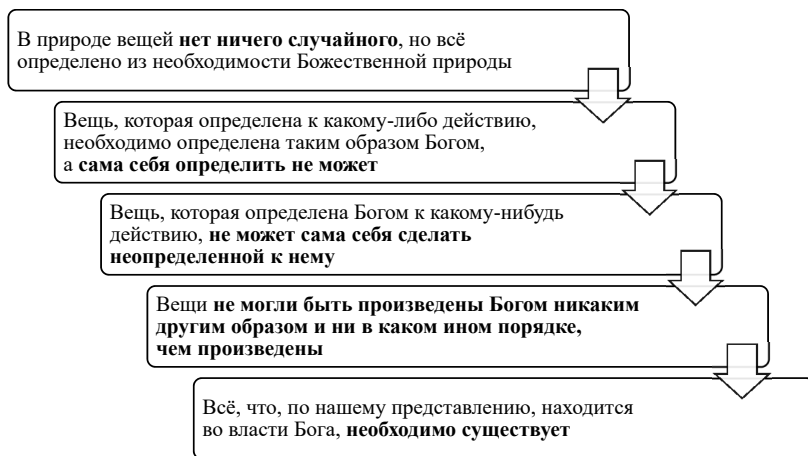 В природе вещей нет ничего случайного, но всё
определено из необходимости Божественной природы
Вещь, которая определена к какому-либо действию,
необходимо определена таким образом Богом,
а сама себя определить не может
Вещь, которая определена Богом к какому-нибудь
действию, не может сама себя сделать
неопределенной к нему
Вещи не могли быть произведены Богом никаким
другим образом и ни в каком ином порядке,
чем произведены
Всё, что, по нашему представлению, находится
во власти Бога, необходимо существует